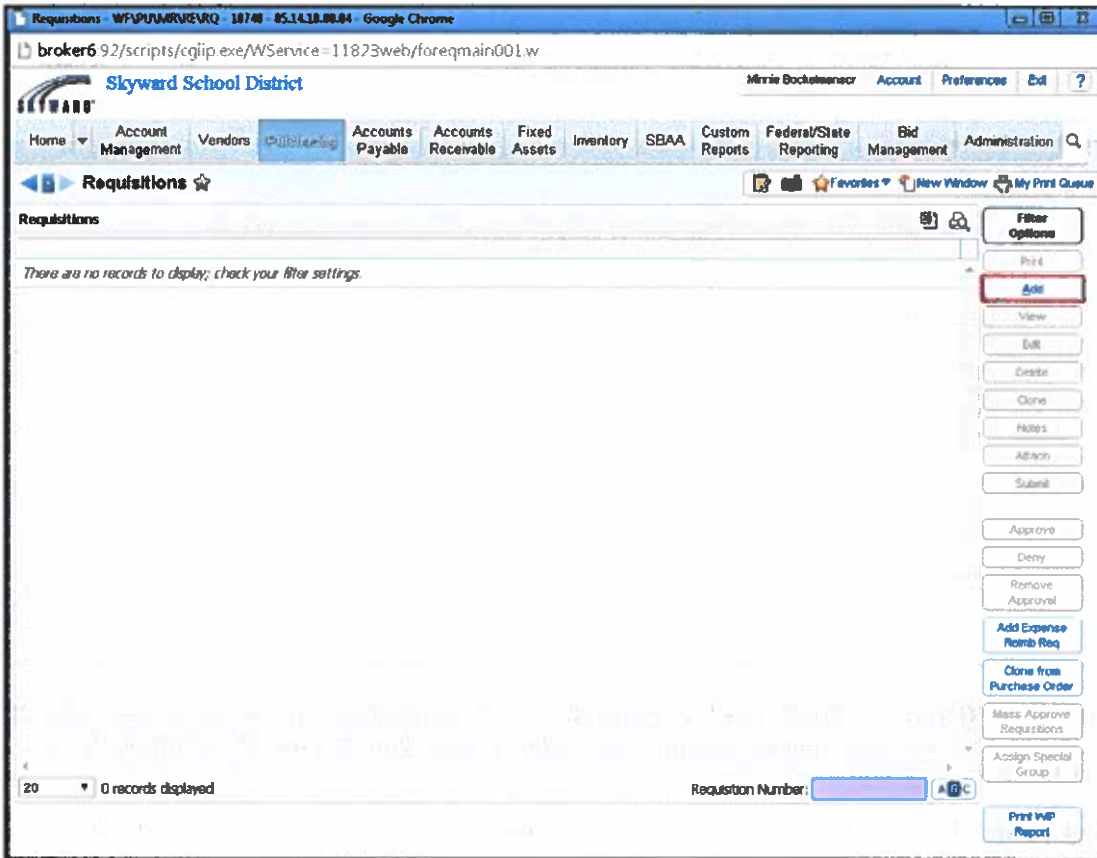 Requisitions - WF\PU\MR\RE\RQ - 18748 - 05.14.10.00.04 - Google Chrome
broker6:92/scripts/cgiip.exe/WService=11823web/foreqmain001.w
SKYWARD
Skyward School District
Account Preferences Exit ?
Home Account Management Vendors Purchasing Accounts Payable Accounts Receivable Fixed Assets Inventory SBAA Custom Reports Federal/State Reporting Bid Management Administration
Requisitions
Favorites New Window My Print Queue
Requisitions
There are no records to display; check your filter settings.
Filter Options
Print
Add
View
Edit
Delete
Clone
Notes
Attach
Submit
Approve
Deny
Remove Approval
Add Expense Reimb Req
Clone from Purchase Order
Mass Approve Requisitions
Assign Special Group
20 0 records displayed
Requisition Number:
A B C
Print WIP Report